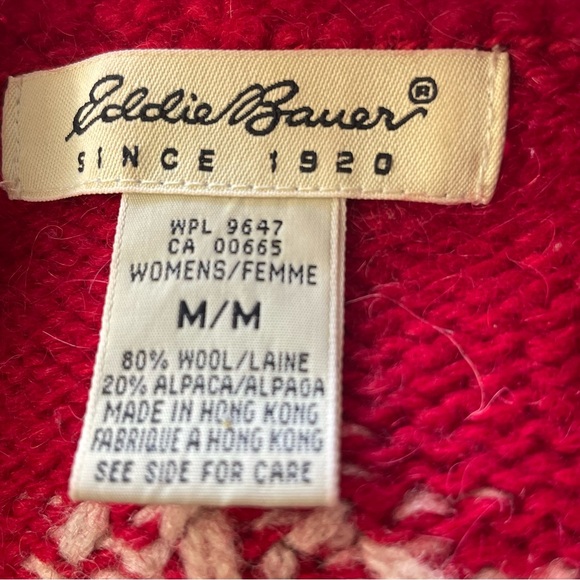 Eddie Bauer®
SINCE 1920
WPL 9647
CA 00665
WOMENS/FEMME
M/M
80% WOOL/LAINE
20% ALPACA/ALPAGA
MADE IN HONG KONG
FABRIQUE A HONG KONG
SEE SIDE FOR CARE